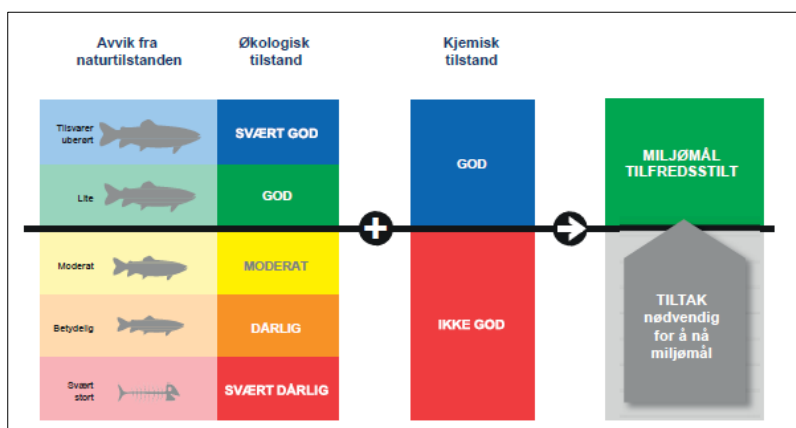 Avvik fra
naturtilstanden
Økologisk
tilstand
Kjemisk
tilstand
Tilsvarer
uberørt
SVÆRT GOD
Lite
GOD
Moderat
MODERAT
Betydelig
DÅRLIG
Svært
stort
SVÆRT DÅRLIG
GOD
IKKE GOD
MILJØMÅL
TILFREDSSTILT
TILTAK
nødvendig
for å nå
miljømål